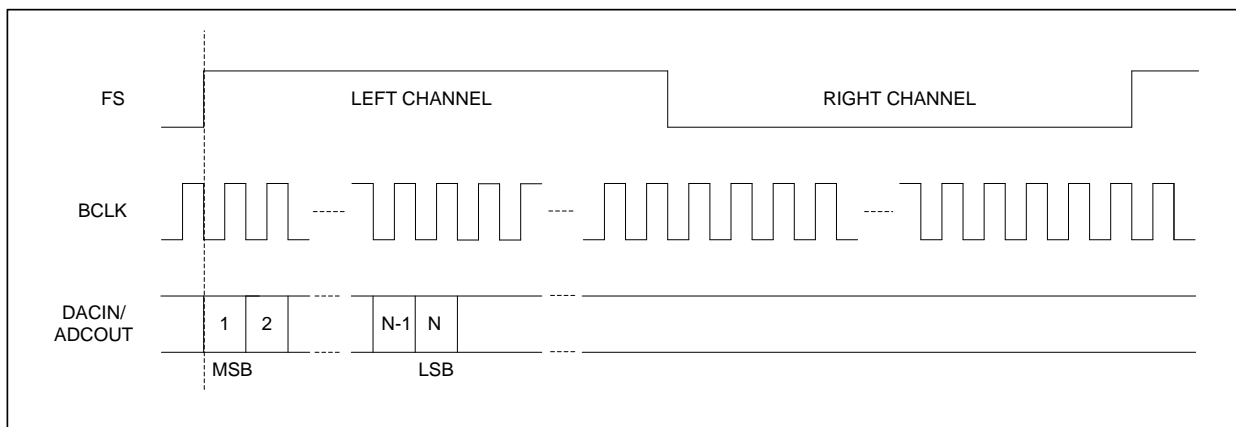 FS
LEFT CHANNEL
RIGHT CHANNEL
BCLK
DACIN/
ADCOUT
1
2
N-1
N
MSB
LSB